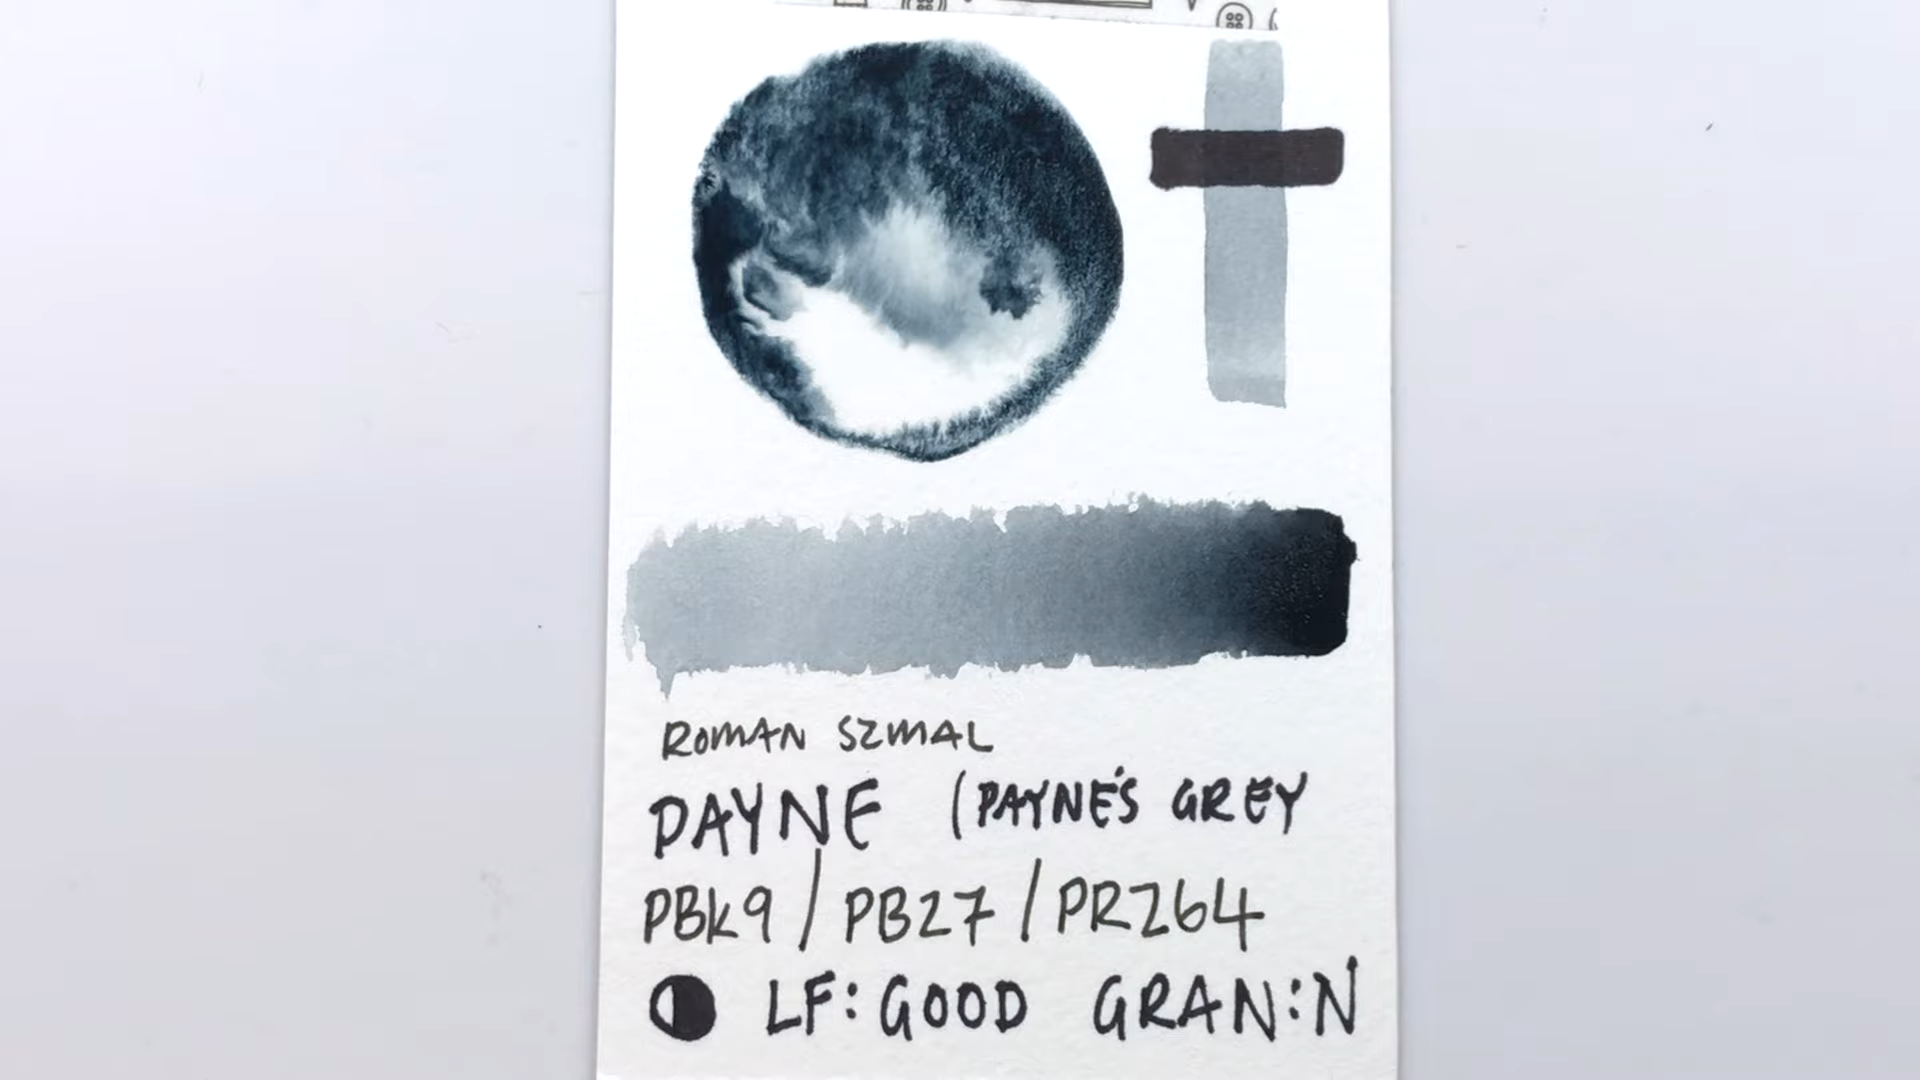 ROMAN SZMAL
PAYNE (PAYNE'S GREY
PBK9 / PB27 / PR264
LF: GOOD GRAN: N